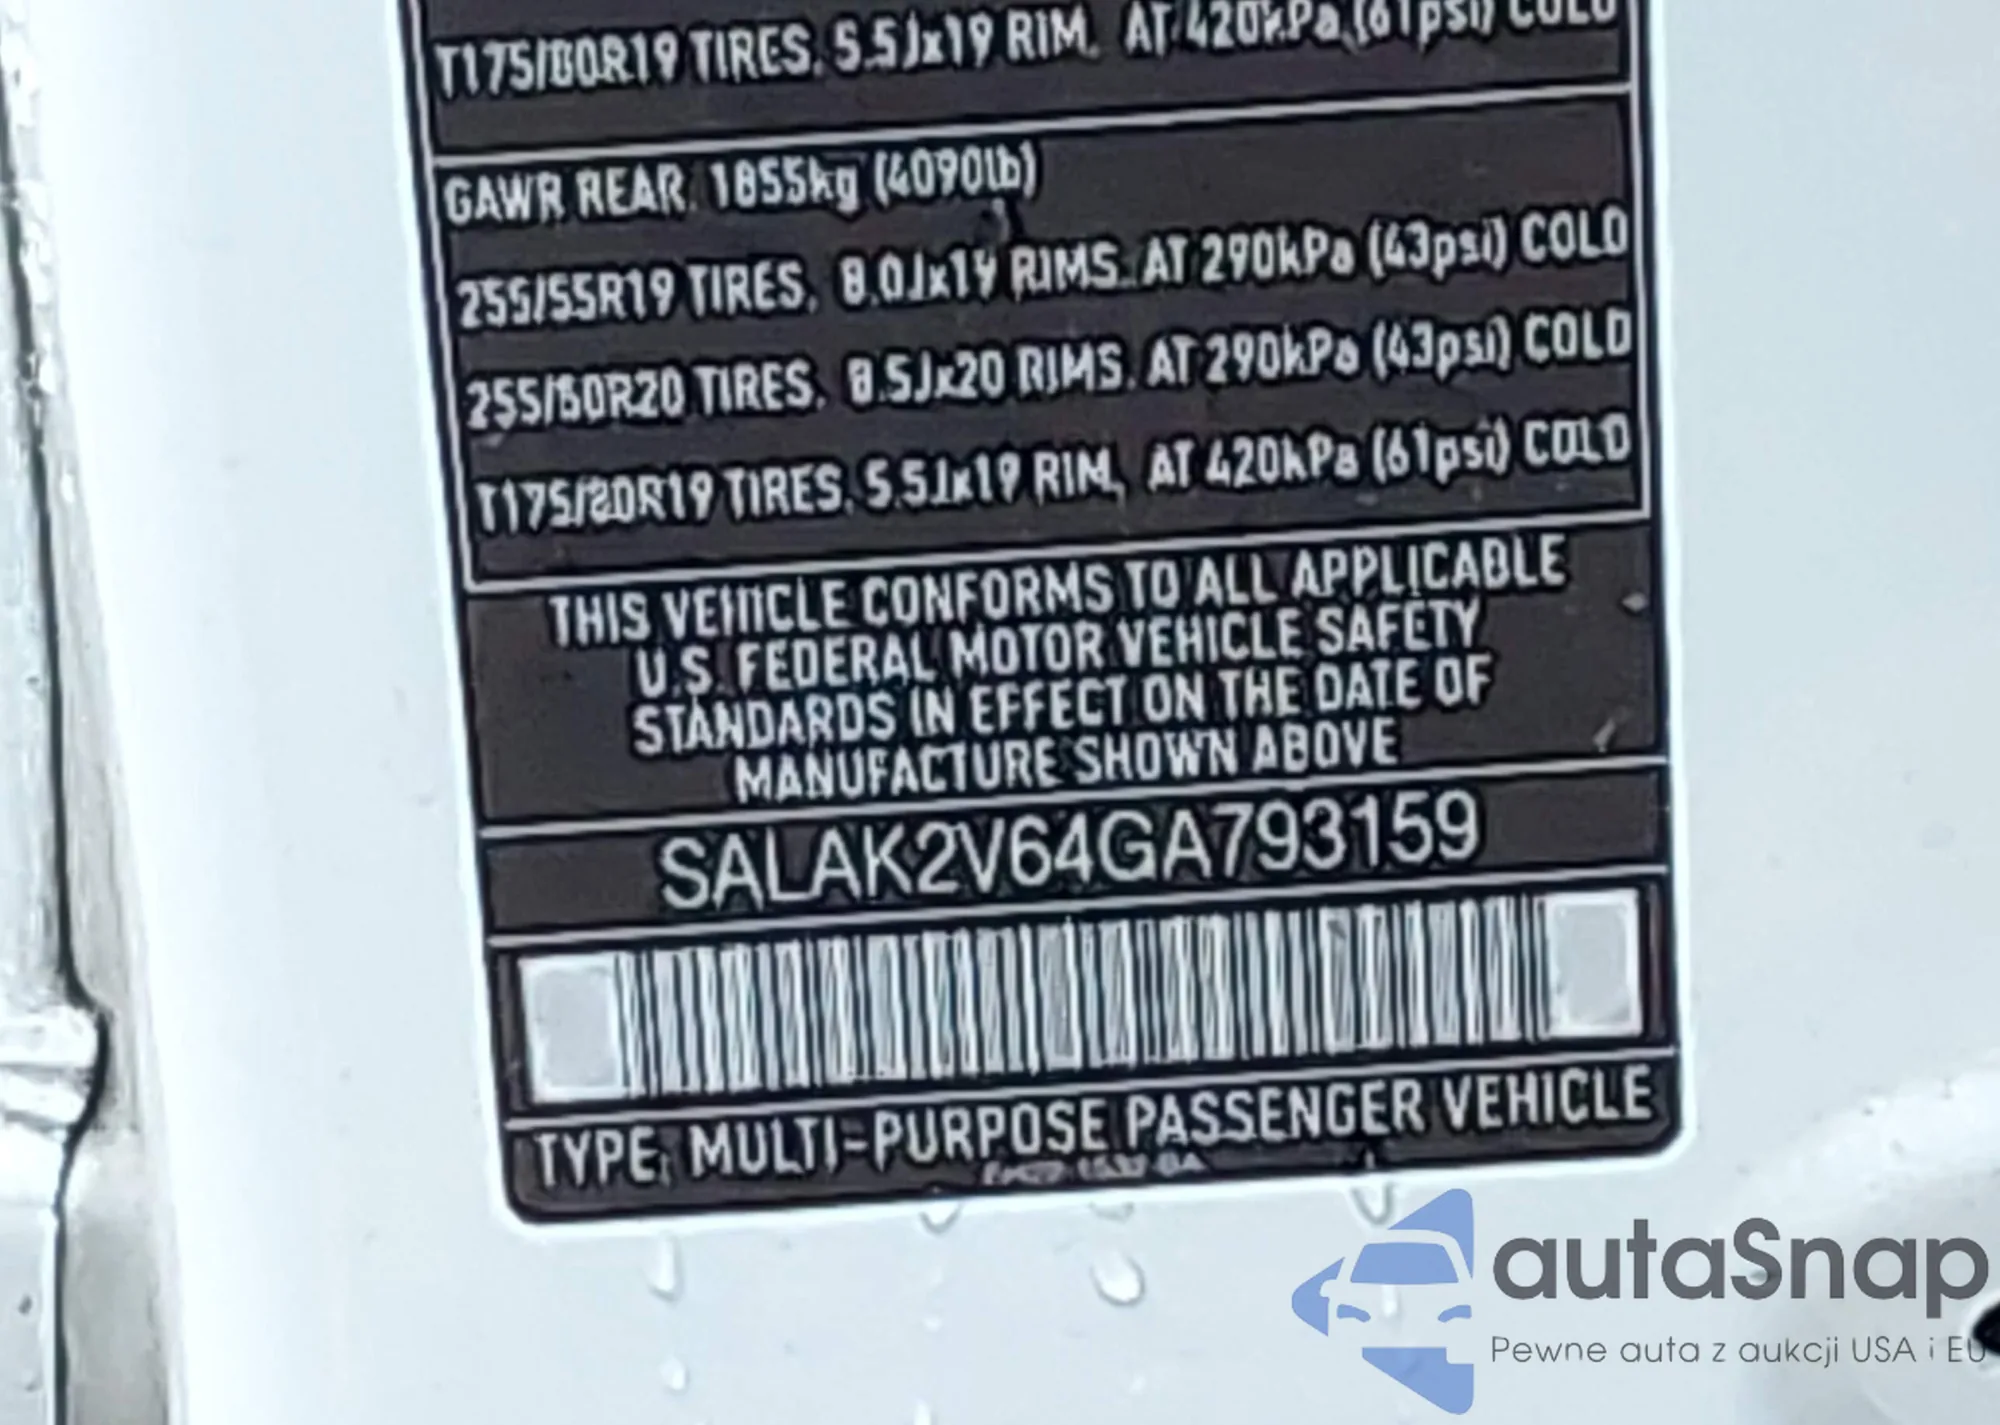 T175/80R19 TIRES, 5.5Jx19 RIM, AT 420kPa (61psi) COLD
GAWR REAR: 1855kg (4090lb)
255/55R19 TIRES, 8.0Jx19 RIMS, AT 290kPa (43psi) COLD
255/50R20 TIRES, 8.5Jx20 RIMS, AT 290kPa (43psi) COLD
T175/80R19 TIRES, 5.5Jx19 RIM, AT 420kPa (61psi) COLD
THIS VEHICLE CONFORMS TO ALL APPLICABLE
U.S. FEDERAL MOTOR VEHICLE SAFETY
STANDARDS IN EFFECT ON THE DATE OF
MANUFACTURE SHOWN ABOVE
SALAK2V64GA793159
TYPE: MULTI-PURPOSE PASSENGER VEHICLE
autaSnap
Pewne auta z aukcji USA i EU